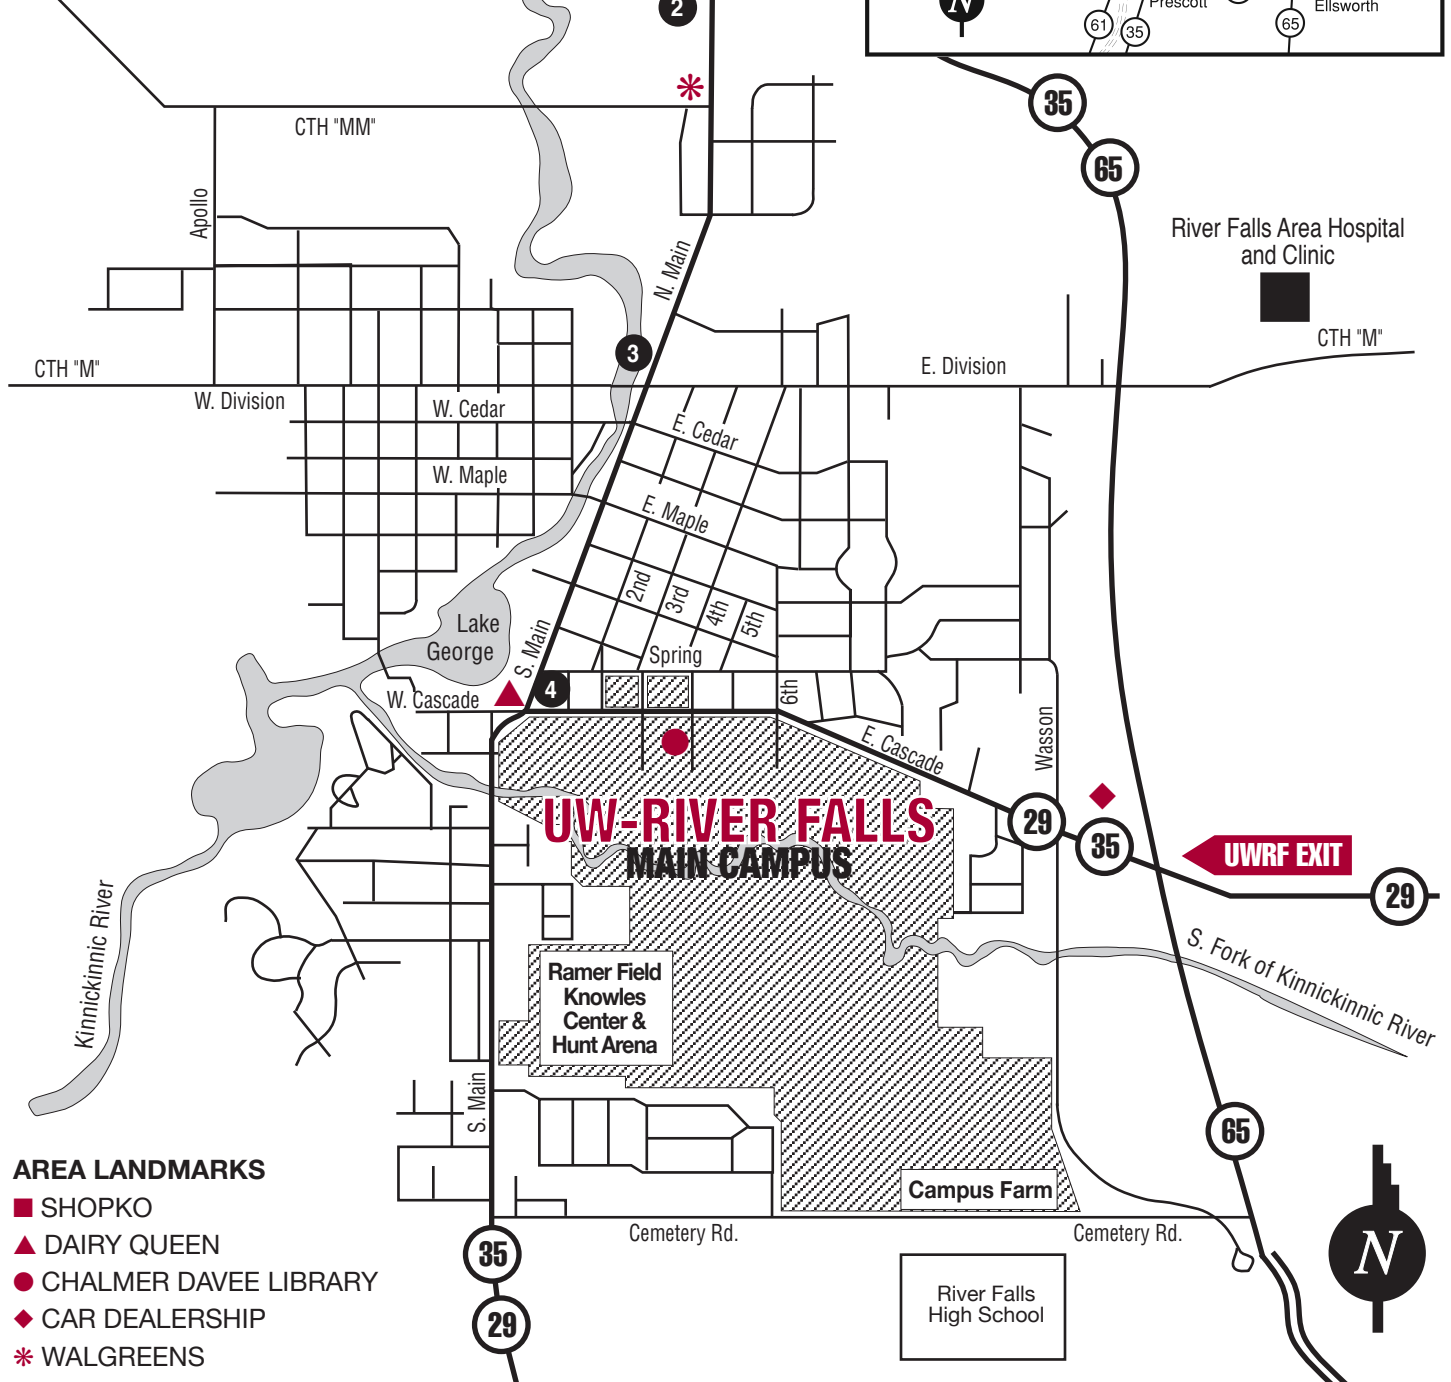 2
N
Prescott
61
35
65
Ellsworth
35
65
CTH "MM"
Apollo
N. Main
River Falls Area Hospital
and Clinic
3
CTH "M"
CTH "M"
E. Division
W. Division
W. Cedar
E. Cedar
W. Maple
E. Maple
2nd
3rd
4th
5th
Lake
George
S. Main
Spring
4
W. Cascade
6th
E. Cascade
Wasson
UW-RIVER FALLS
MAIN CAMPUS
29
35
UWRF EXIT
29
Kinnickinnic River
S. Fork of Kinnickinnic River
Ramer Field
Knowles
Center &
Hunt Arena
S. Main
65
Campus Farm
Cemetery Rd.
Cemetery Rd.
AREA LANDMARKS
SHOPKO
DAIRY QUEEN
CHALMER DAVEE LIBRARY
CAR DEALERSHIP
WALGREENS
35
29
River Falls
High School
N